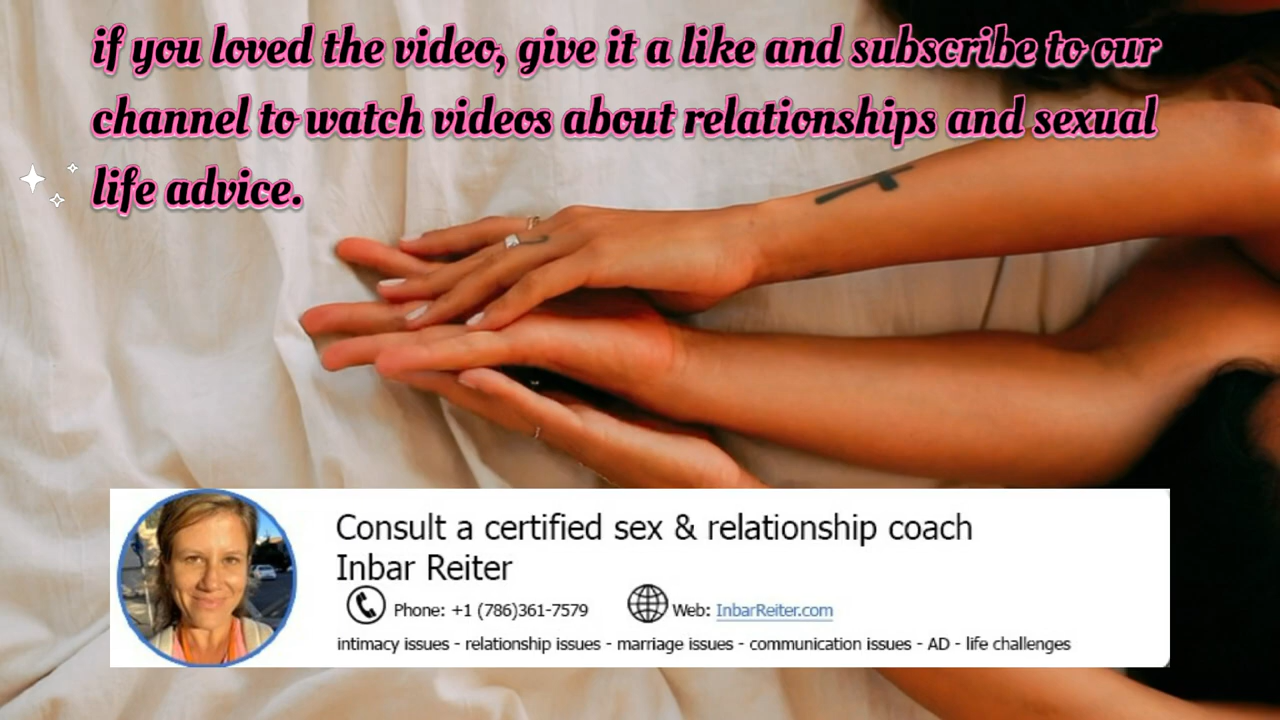 if you loved the video, give it a like and subscribe to our
channel to watch videos about relationships and sexual
life advice.
Consult a certified sex & relationship coach
Inbar Reiter
Phone: +1 (786)361-7579 Web: InbarReiter.com
intimacy issues - relationship issues - marriage issues - communication issues - AD - life challenges